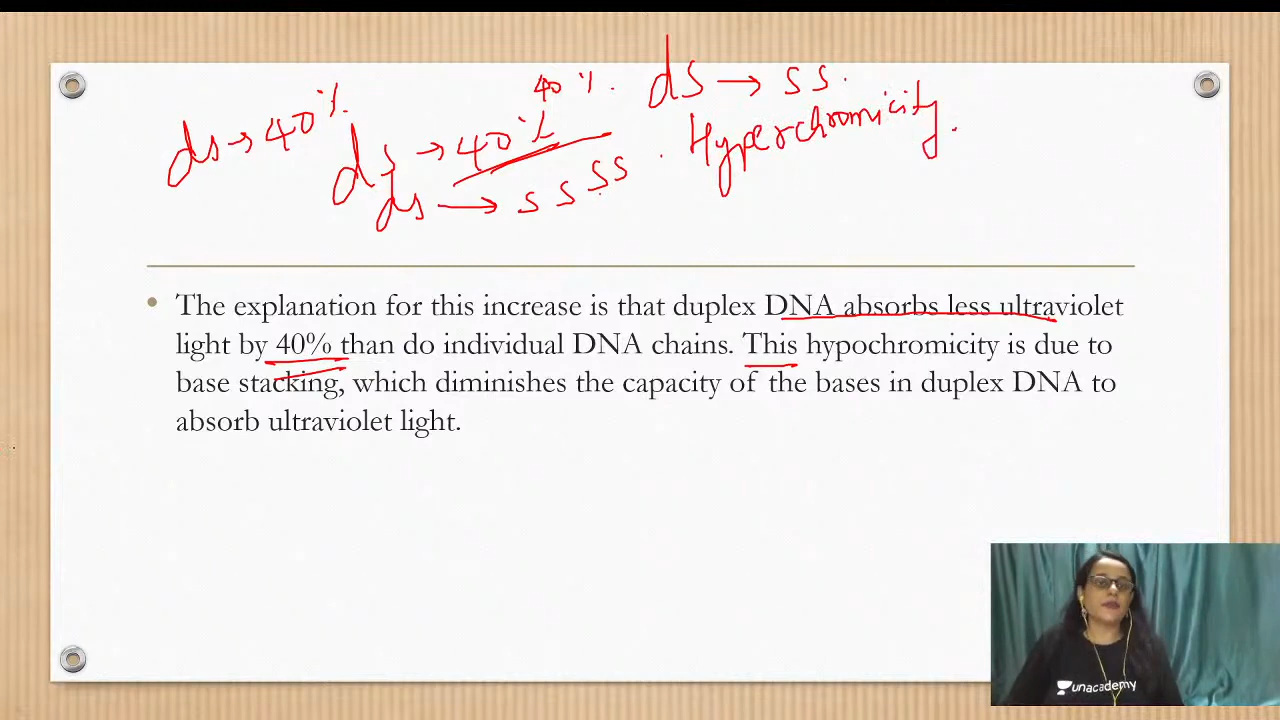 40%. ds → ss.
ds → 40%
ds → 40%
Hyperchromicity.
ss
ds → ss
• The explanation for this increase is that duplex DNA absorbs less ultraviolet
light by 40% than do individual DNA chains. This hypochromicity is due to
base stacking, which diminishes the capacity of the bases in duplex DNA to
absorb ultraviolet light.
unacademy